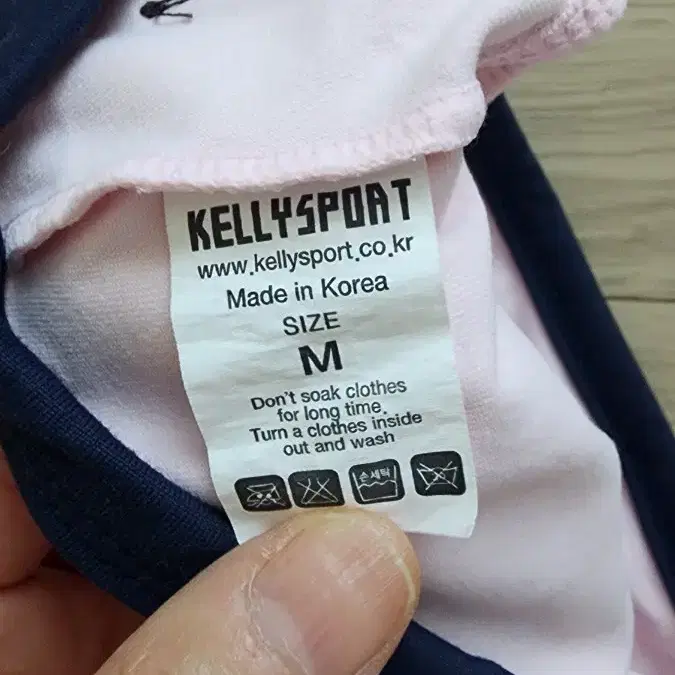 KELLYSPORT
www.kellysport.co.kr
Made in Korea
SIZE
M
Don't soak clothes
for long time.
Turn a clothes inside
out and wash
손세탁